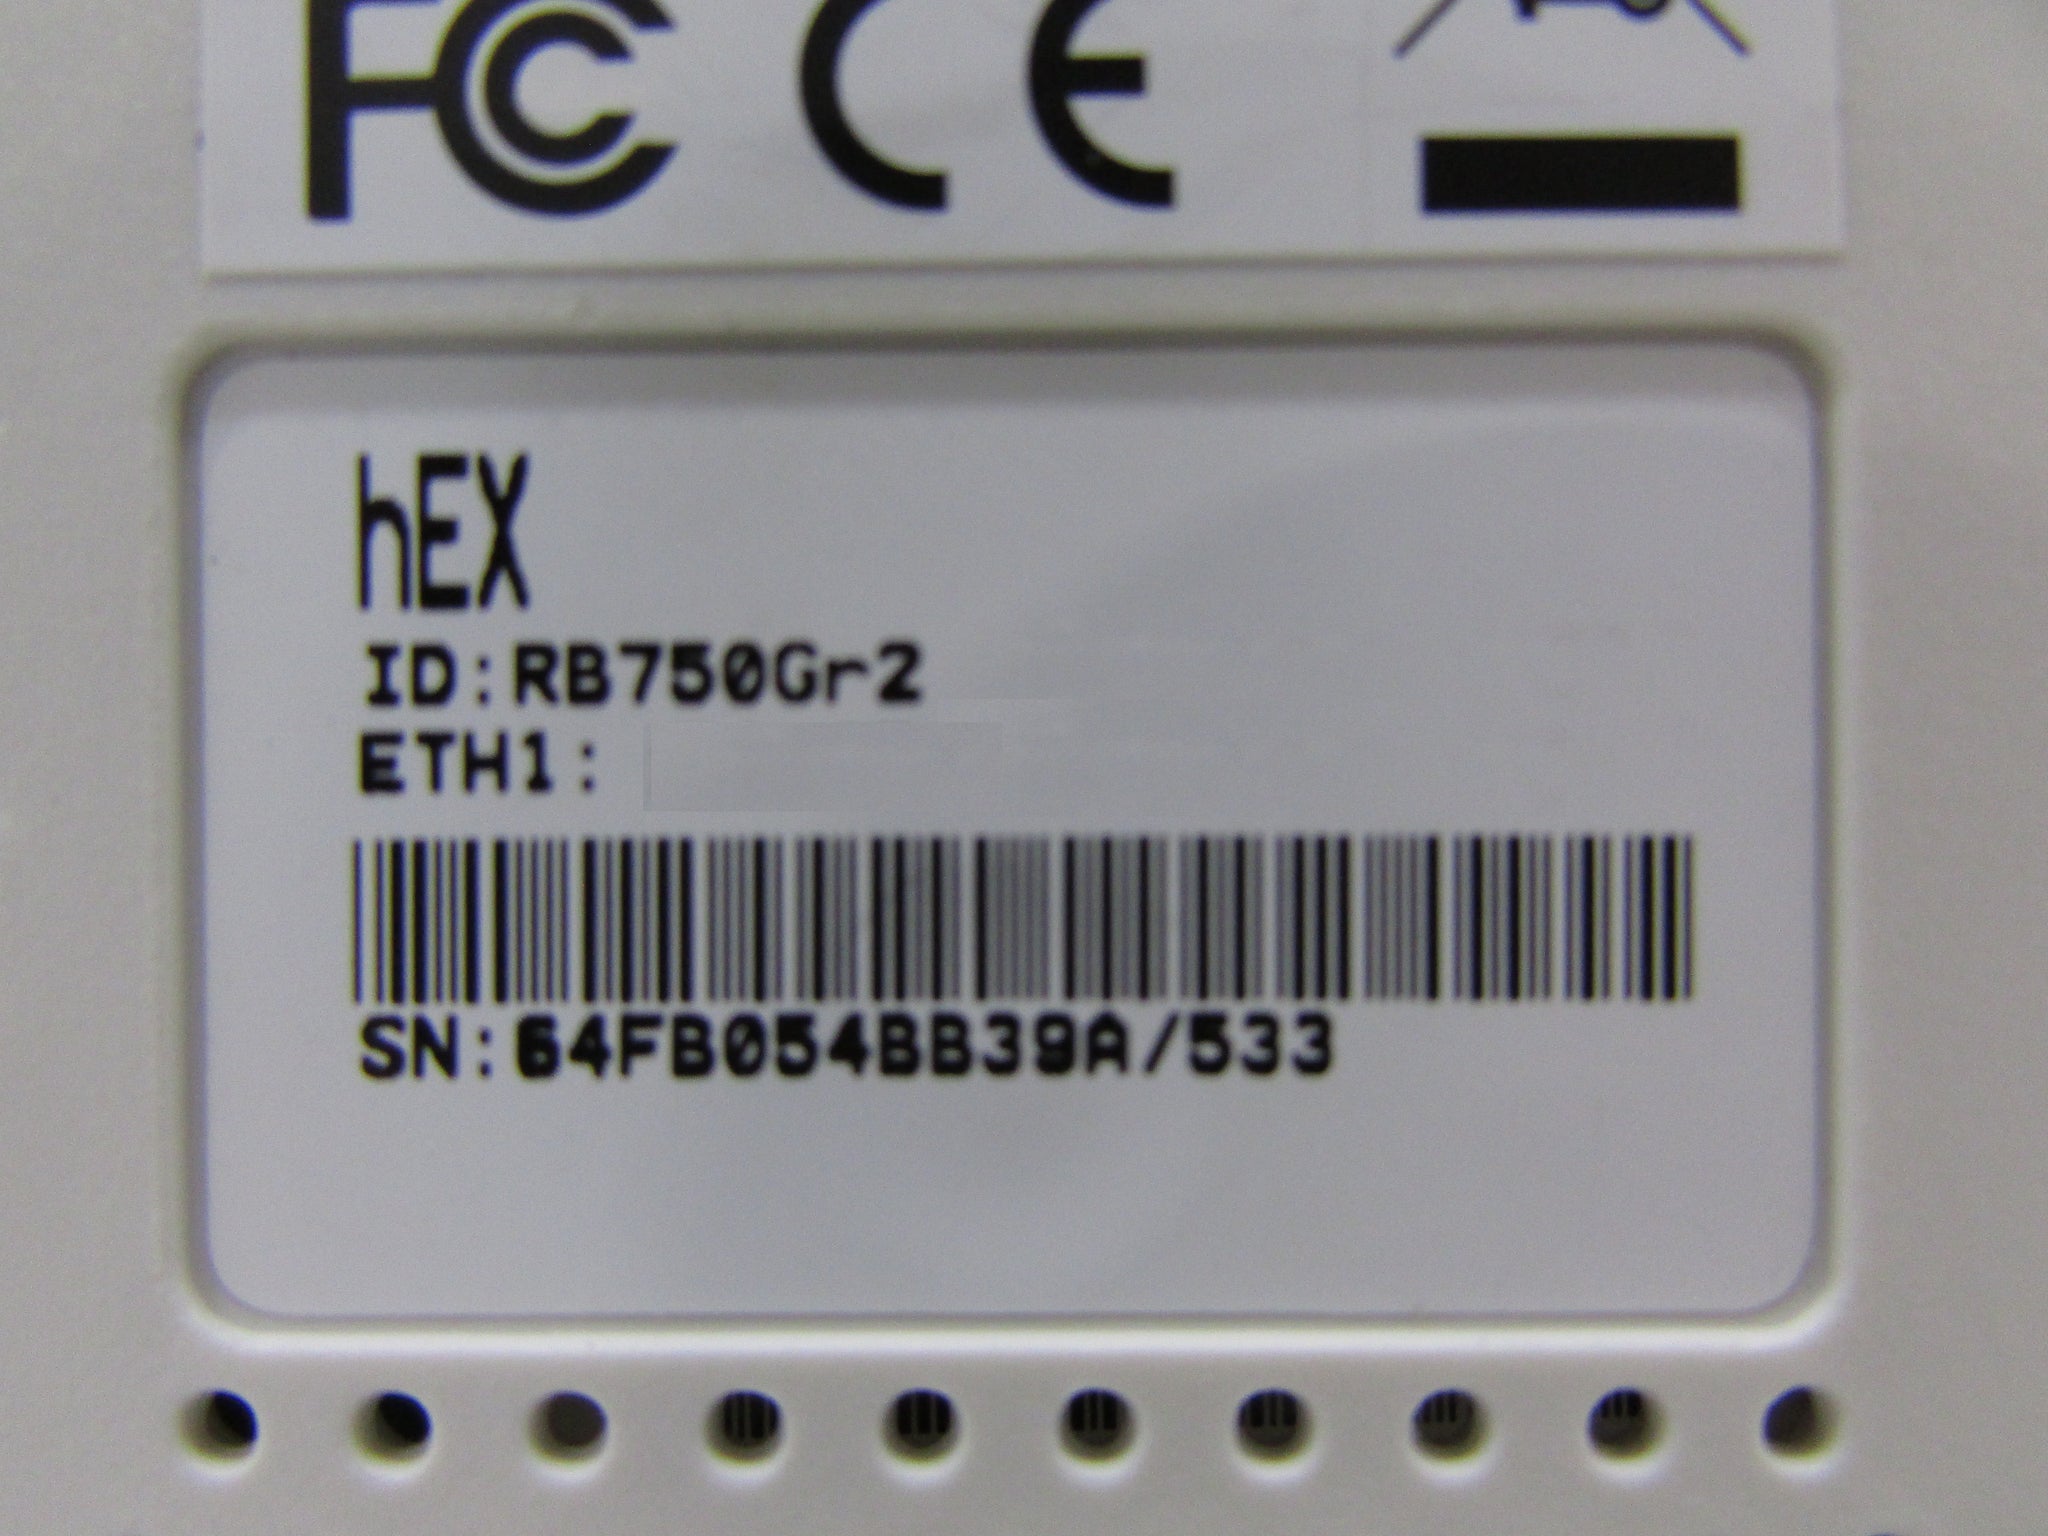 FC CE
hEX
ID:RB750Gr2
ETH1:
SN:64FB054BB39A/533